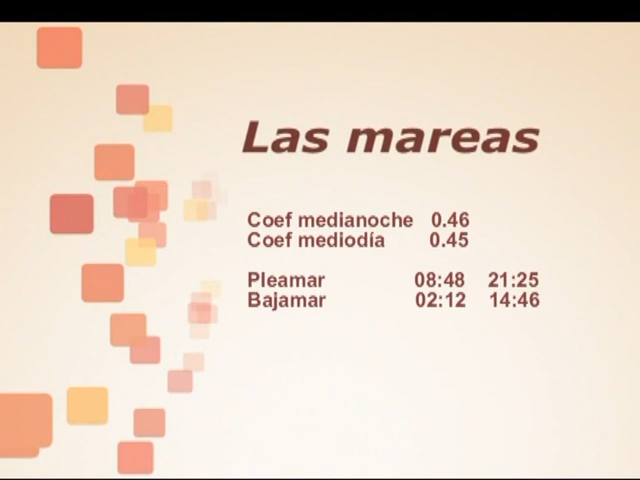 Las mareas
Coef medianoche 0.46
Coef mediodía 0.45
Pleamar 08:48 21:25
Bajamar 02:12 14:46